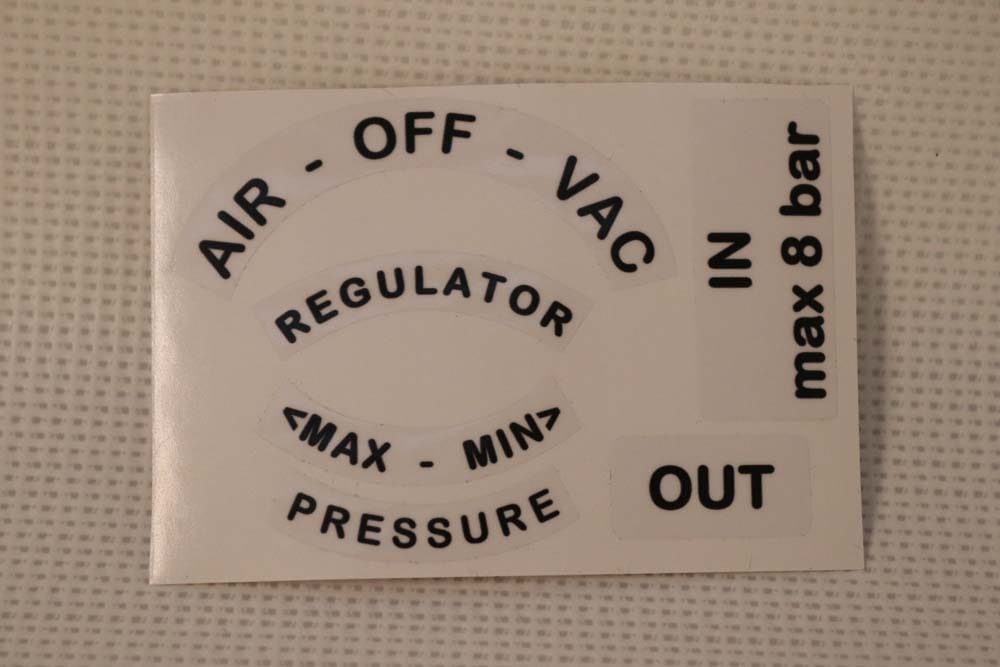 AIR - OFF - VAC
REGULATOR
<MAX - MIN>
PRESSURE
IN
max 8 bar
OUT